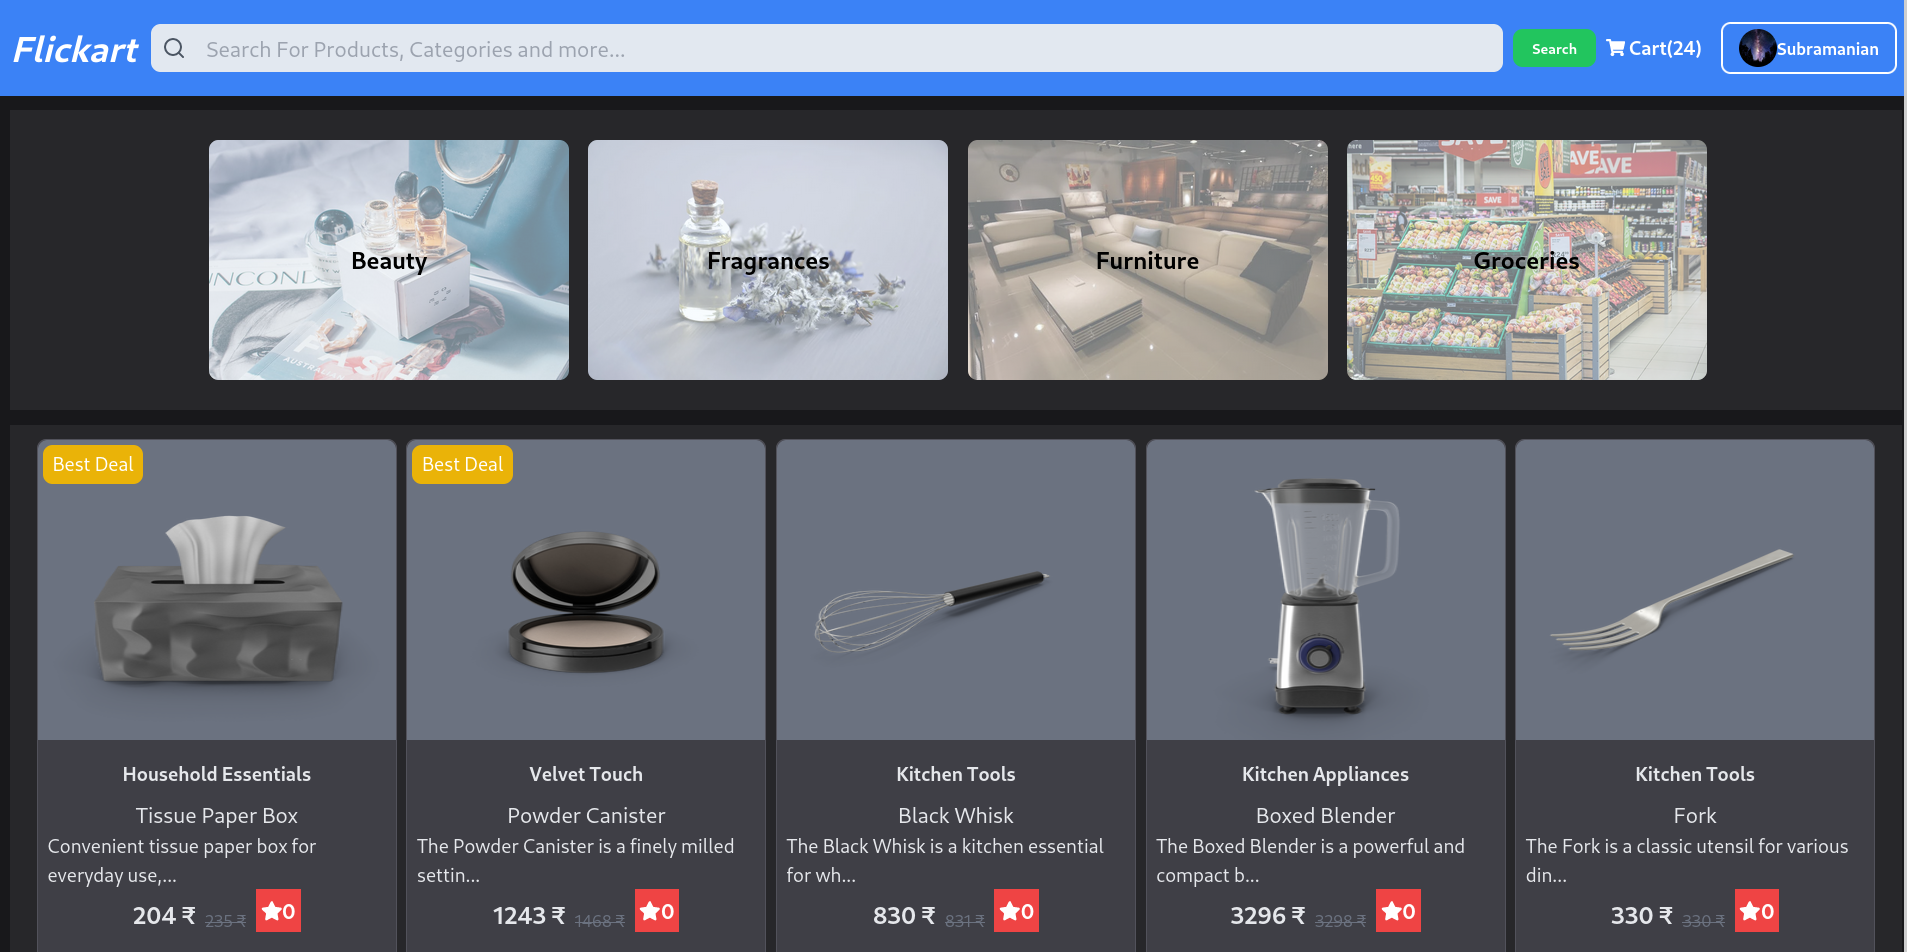 Flickart
Search For Products, Categories and more...
Search
Cart(24)
Subramanian
Beauty
Fragrances
Furniture
Groceries
SAVE
SAVE
SAVE
Best Deal
Best Deal
Household Essentials
Tissue Paper Box
Convenient tissue paper box for
everyday use,...
204 ₹ 235 ₹ 0
Velvet Touch
Powder Canister
The Powder Canister is a finely milled
settin...
1243 ₹ 1468 ₹ 0
Kitchen Tools
Black Whisk
The Black Whisk is a kitchen essential
for wh...
830 ₹ 831 ₹ 0
Kitchen Appliances
Boxed Blender
The Boxed Blender is a powerful and
compact b...
3296 ₹ 3298 ₹ 0
Kitchen Tools
Fork
The Fork is a classic utensil for various
din...
330 ₹ 330 ₹ 0